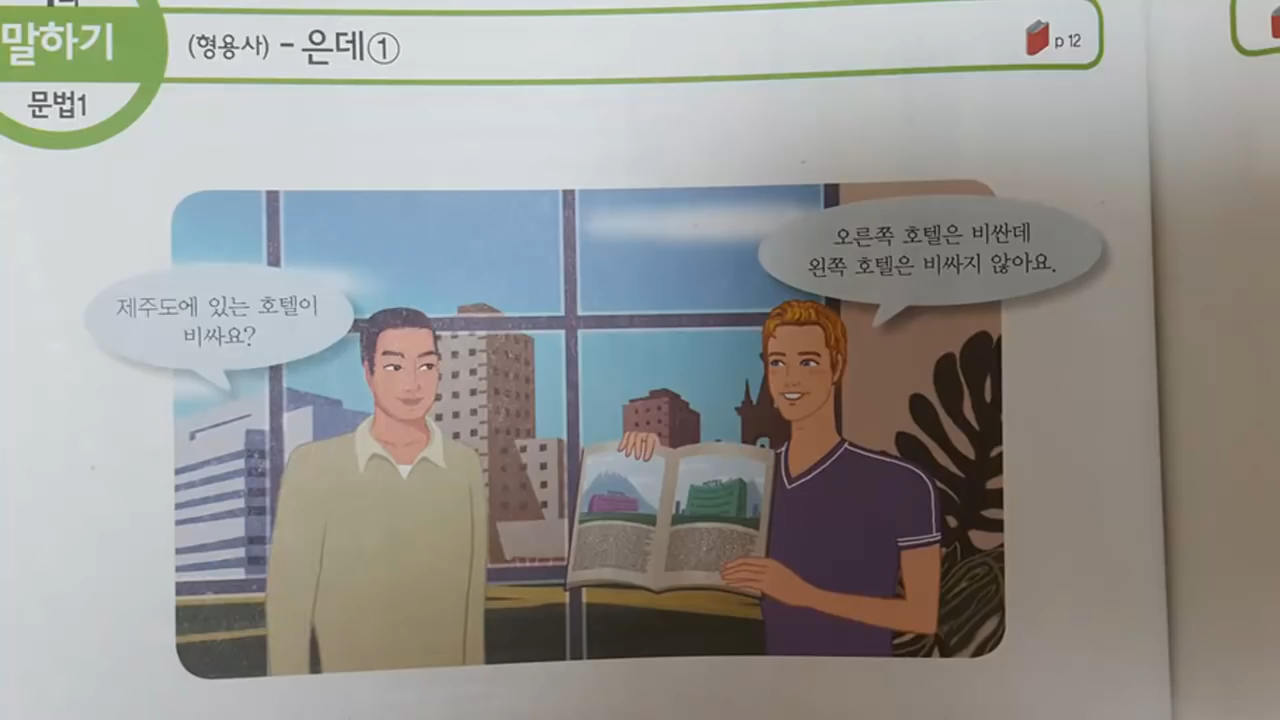 말하기
문법1
(형용사) - 은데①
p 12
제주도에 있는 호텔이
비싸요?
오른쪽 호텔은 비싼데
왼쪽 호텔은 비싸지 않아요.